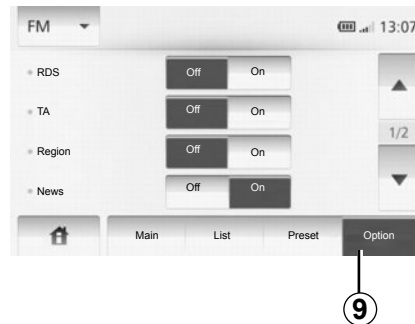 FM 13:07
RDS Off On
TA Off On
1/2
Region Off On
News Off On
Main List Preset Option
9